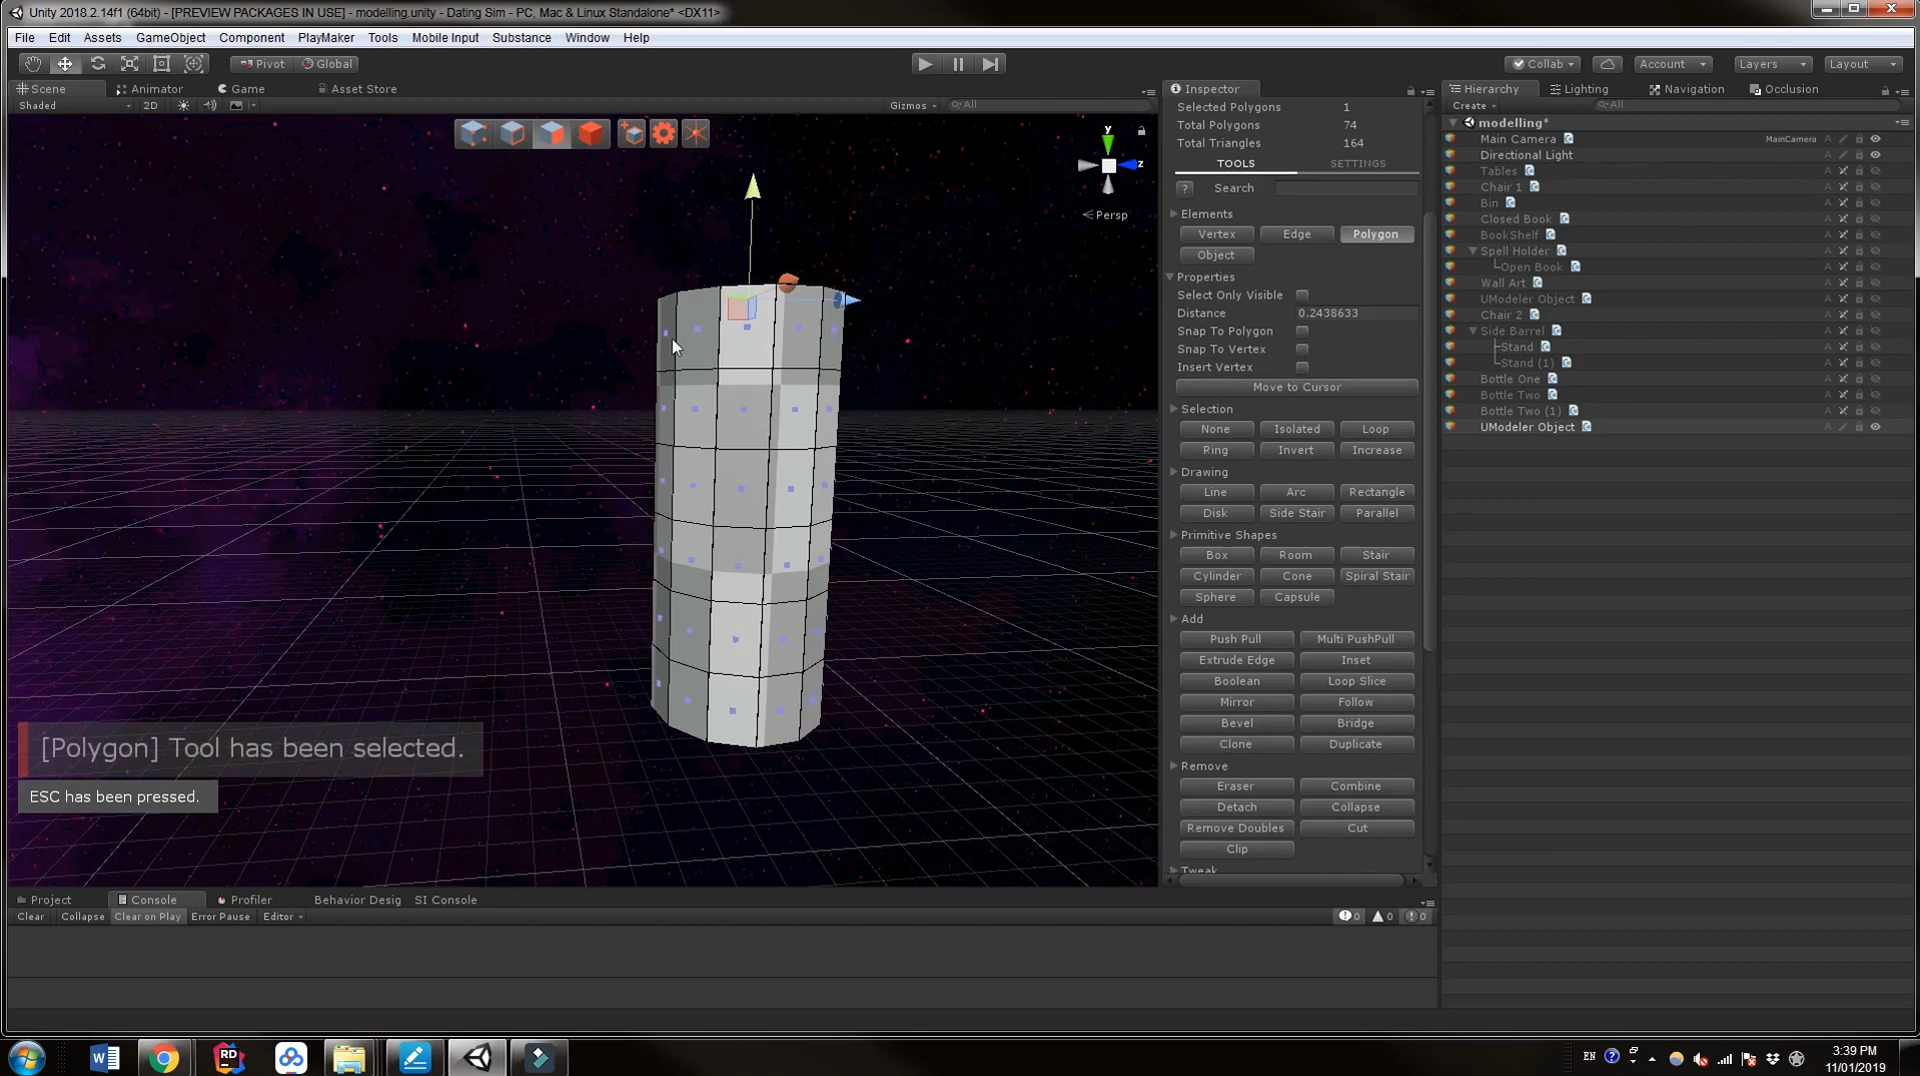 Unity 2018.2.14f1 (64bit) - [PREVIEW PACKAGES IN USE] - modelling.unity - Dating Sim - PC, Mac & Linux Standalone* <DX11>
File Edit Assets GameObject Component PlayMaker Tools Mobile Input Substance Window Help
Pivot Global Collab Account Layers Layout
Scene Animator Game Asset Store
Shaded 2D Gizmos All
y
z
Persp
[Polygon] Tool has been selected.
ESC has been pressed.
Inspector
Selected Polygons 1
Total Polygons 74
Total Triangles 164
TOOLS SETTINGS
? Search
Elements
Vertex Edge Polygon
Object
Properties
Select Only Visible
Distance 0.2438633
Snap To Polygon
Snap To Vertex
Insert Vertex
Move to Cursor
Selection
None Isolated Loop
Ring Invert Increase
Drawing
Line Arc Rectangle
Disk Side Stair Parallel
Primitive Shapes
Box Room Stair
Cylinder Cone Spiral Stair
Sphere Capsule
Add
Push Pull Multi PushPull
Extrude Edge Inset
Boolean Loop Slice
Mirror Follow
Bevel Bridge
Clone Duplicate
Remove
Eraser Combine
Detach Collapse
Remove Doubles Cut
Clip
Tweak
Hierarchy Lighting Navigation Occlusion
Create All
modelling*
Main Camera MainCamera
Directional Light
Tables
Chair 1
Bin
Closed Book
BookShelf
Spell Holder
Open Book
Wall Art
UModeler Object
Chair 2
Side Barrel
Stand
Stand (1)
Bottle One
Bottle Two
Bottle Two (1)
UModeler Object
Project Console Profiler Behavior Desig SI Console
Clear Collapse Clear on Play Error Pause Editor 0 0 0
W RD EN ? 3:39 PM
11/01/2019